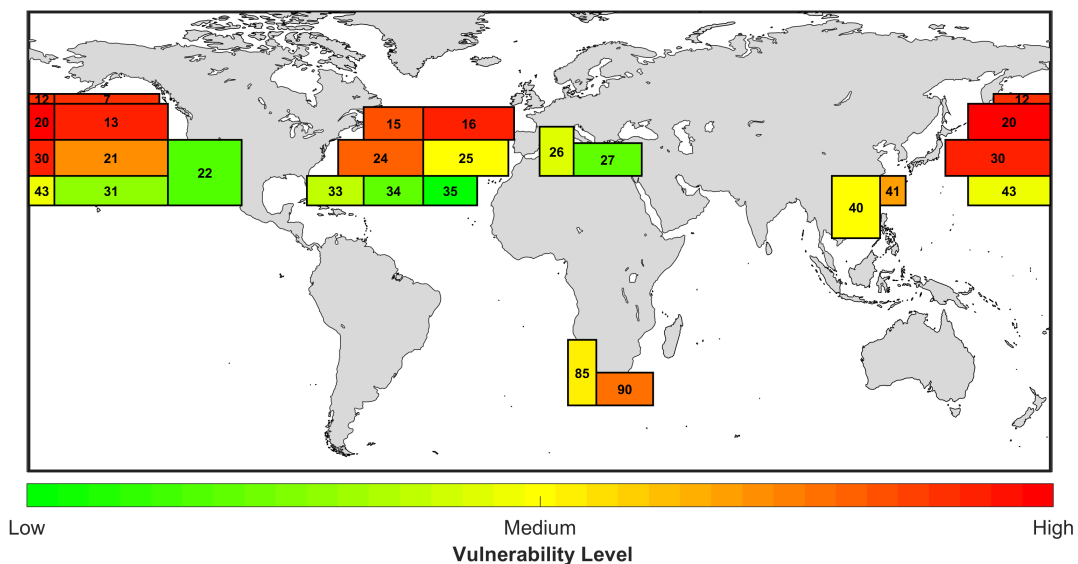 12 7 12
20 13 15 16 20
30 21 22 24 25 26 27 30
43 31 33 34 35 40 41 43
85 90
Low Medium High
Vulnerability Level